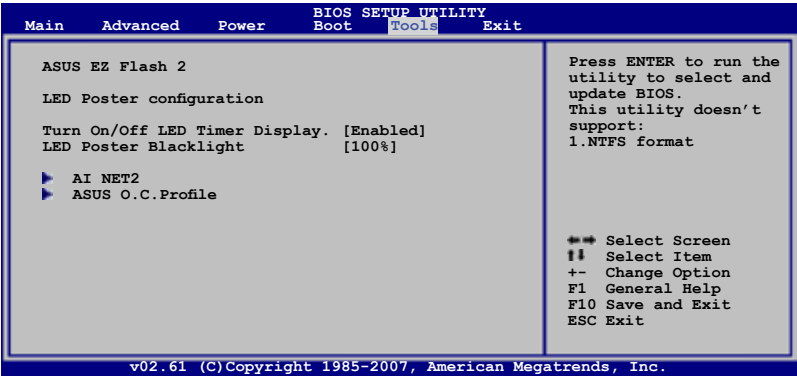 BIOS SETUP UTILITY
Main Advanced Power Boot Tools Exit
ASUS EZ Flash 2
LED Poster configuration
Turn On/Off LED Timer Display. [Enabled]
LED Poster Blacklight [100%]
AI NET2
ASUS O.C.Profile
Press ENTER to run the
utility to select and
update BIOS.
This utility doesn't
support:
1.NTFS format
Select Screen
Select Item
+- Change Option
F1 General Help
F10 Save and Exit
ESC Exit
v02.61 (C)Copyright 1985-2007, American Megatrends, Inc.